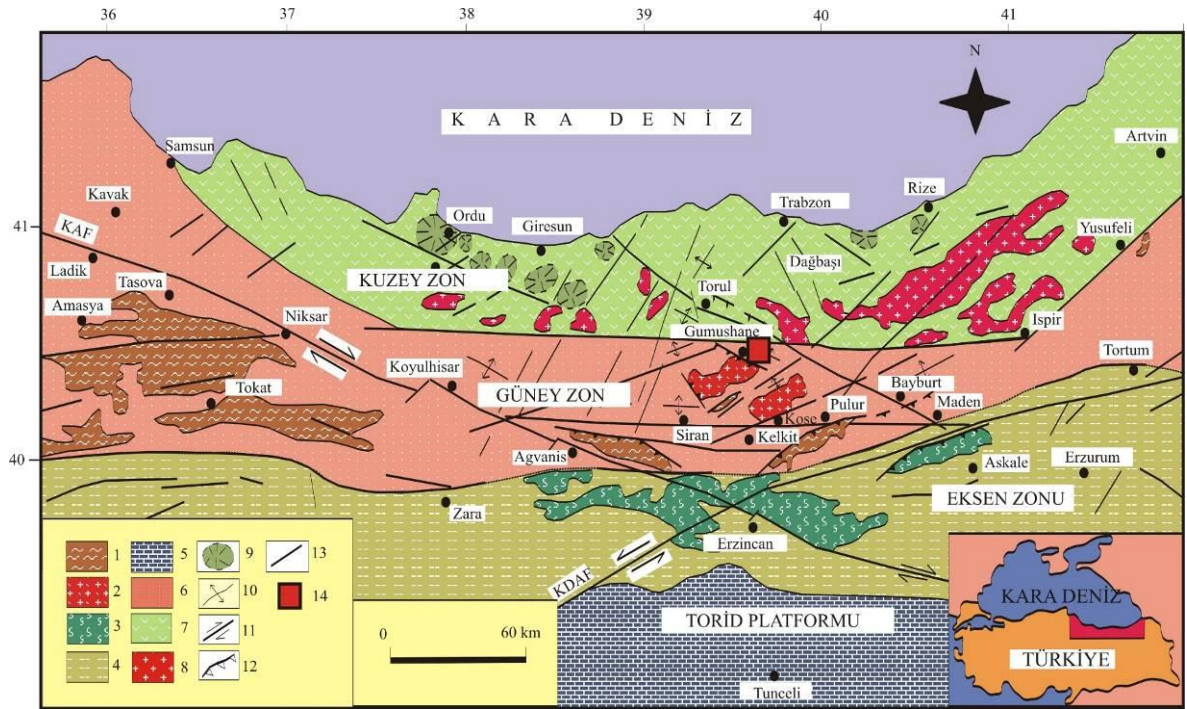 36 37 38 39 40 41
N
K A R A D E N İ Z
Artvin
Samsun
Rize
Kavak
Trabzon
Ordu
Giresun
41
KAF
Yusufeli
Dağbaşı
Ladik
KUZEY ZON
Tasova
Torul
Amasya
Niksar
Ispir
Gumushane
Koyulhisar
Tortum
Tokat
GÜNEY ZON
Bayburt
Pulur
Maden
Kose
Siran
Kelkit
40
Agvanis
Askale
Erzurum
EKSEN ZONU
Zara
Erzincan
KDAF
1 5 9 13
2 6 10 14
3 7 11
4 8 12
0 60 km
TORİD PLATFORMU
Tunceli
KARA DENİZ
TÜRKİYE